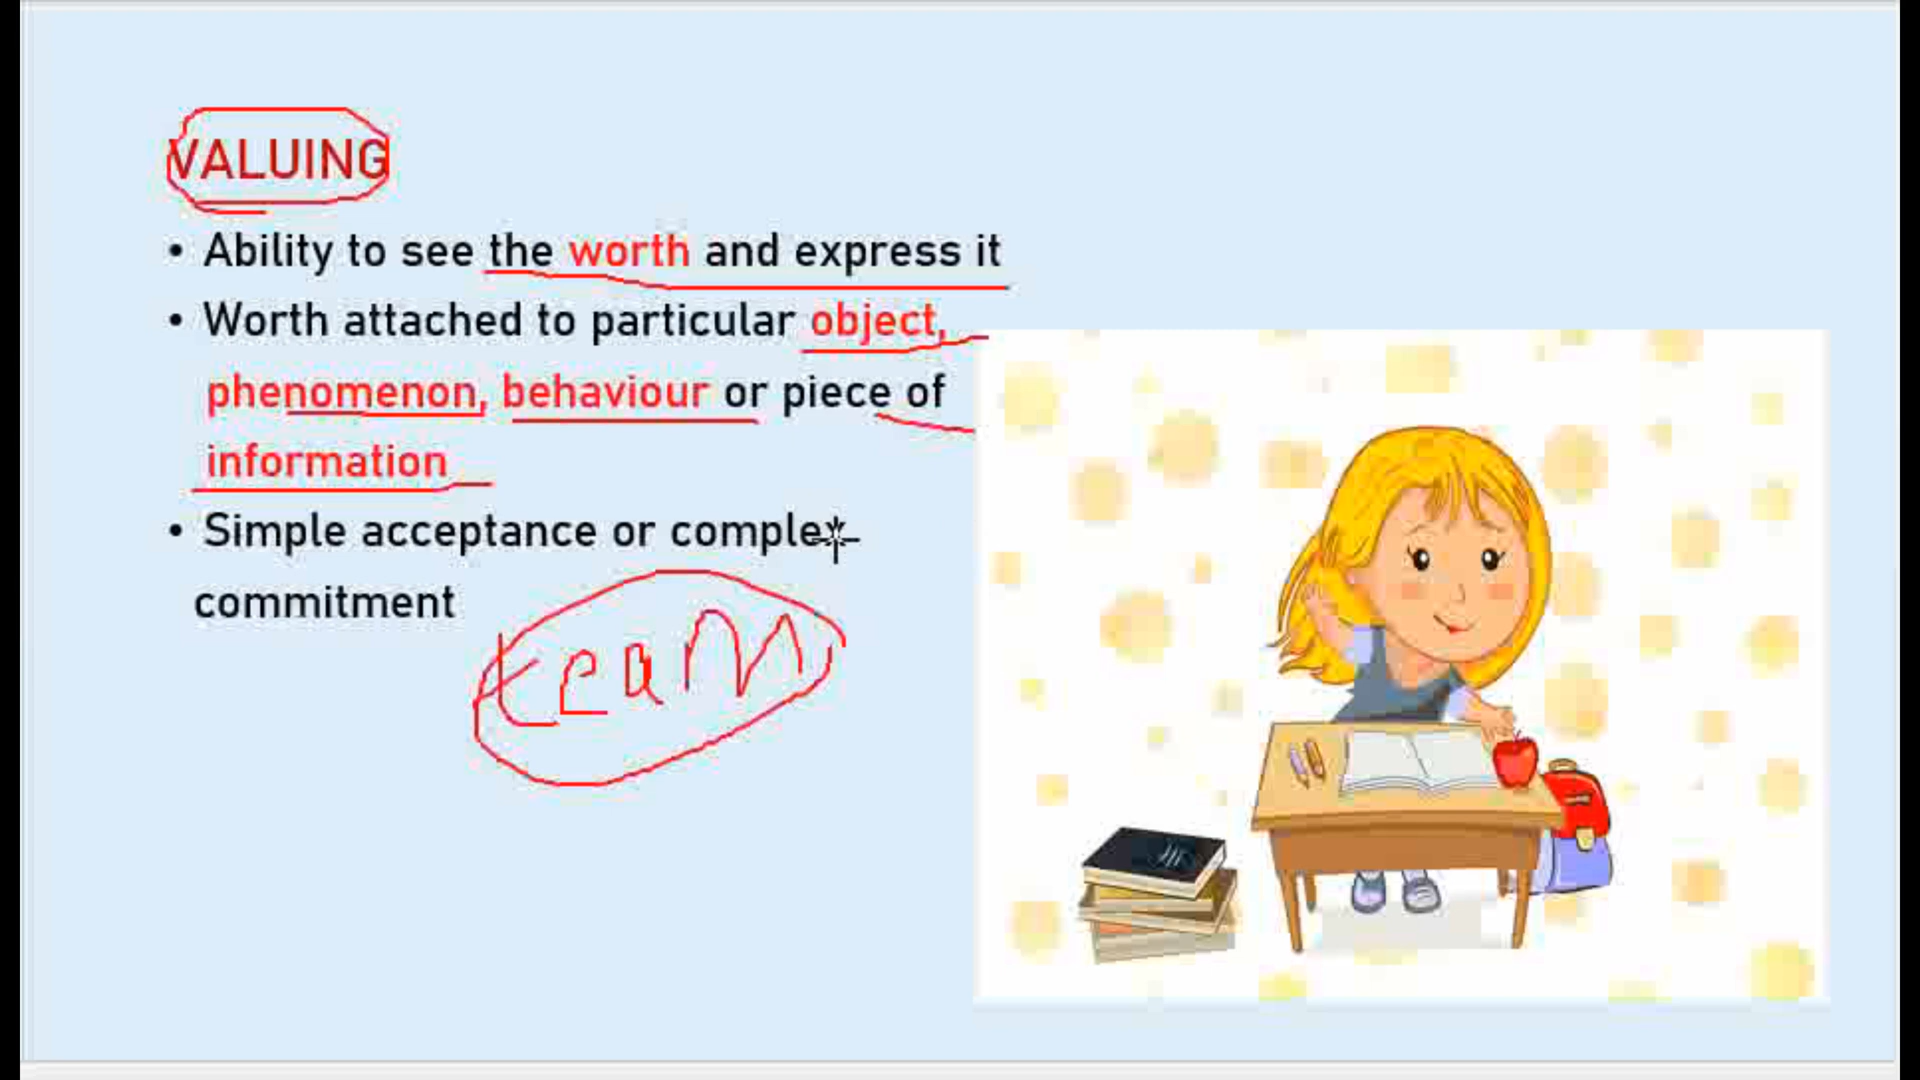 VALUING
• Ability to see the worth and express it
• Worth attached to particular object,
phenomenon, behaviour or piece of
information
• Simple acceptance or complex
commitment
team